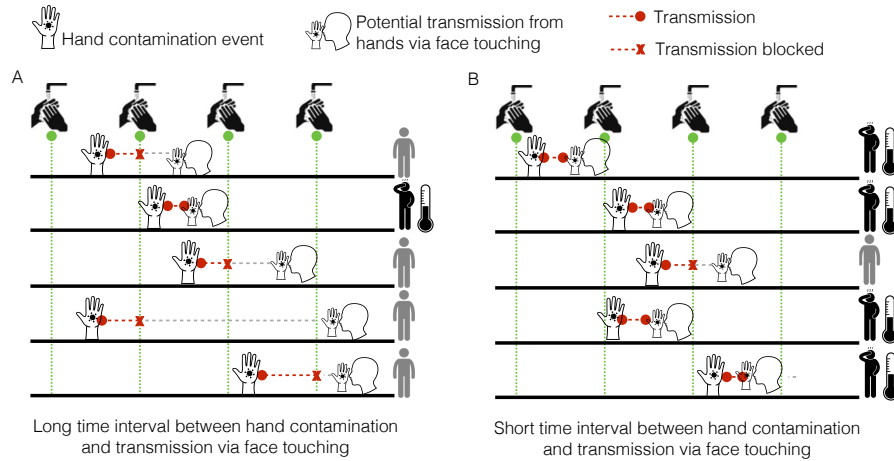 Hand contamination event
Potential transmission from
hands via face touching
Transmission
Transmission blocked
A
B
Long time interval between hand contamination
and transmission via face touching
Short time interval between hand contamination
and transmission via face touching